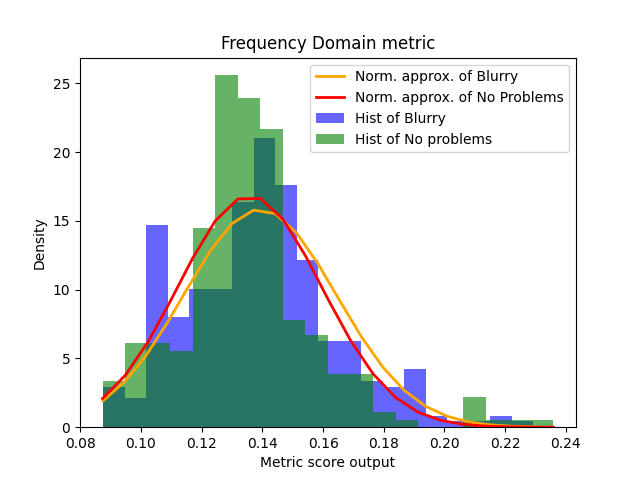 Frequency Domain metric
Norm. approx. of Blurry
Norm. approx. of No Problems
Hist of Blurry
Hist of No problems
Density
25
20
15
10
5
0
0.08 0.10 0.12 0.14 0.16 0.18 0.20 0.22 0.24
Metric score output